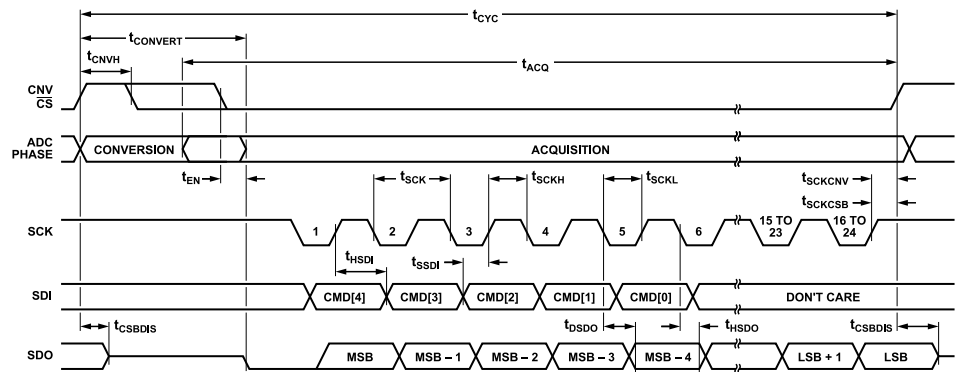 tCYC
tCONVERT
tCNVH
tACQ
CNV
CS
ADC
PHASE
CONVERSION
ACQUISITION
tEN
tSCK
tSCKH
tSCKL
tSCKCNV
tSCKCSB
SCK
1
2
3
4
5
6
15 TO
23
16 TO
24
tHSDI
tSSDI
SDI
CMD[4]
CMD[3]
CMD[2]
CMD[1]
CMD[0]
DON'T CARE
tCSBDIS
tDSDO
tHSDO
tCSBDIS
SDO
MSB
MSB – 1
MSB – 2
MSB – 3
MSB – 4
LSB + 1
LSB